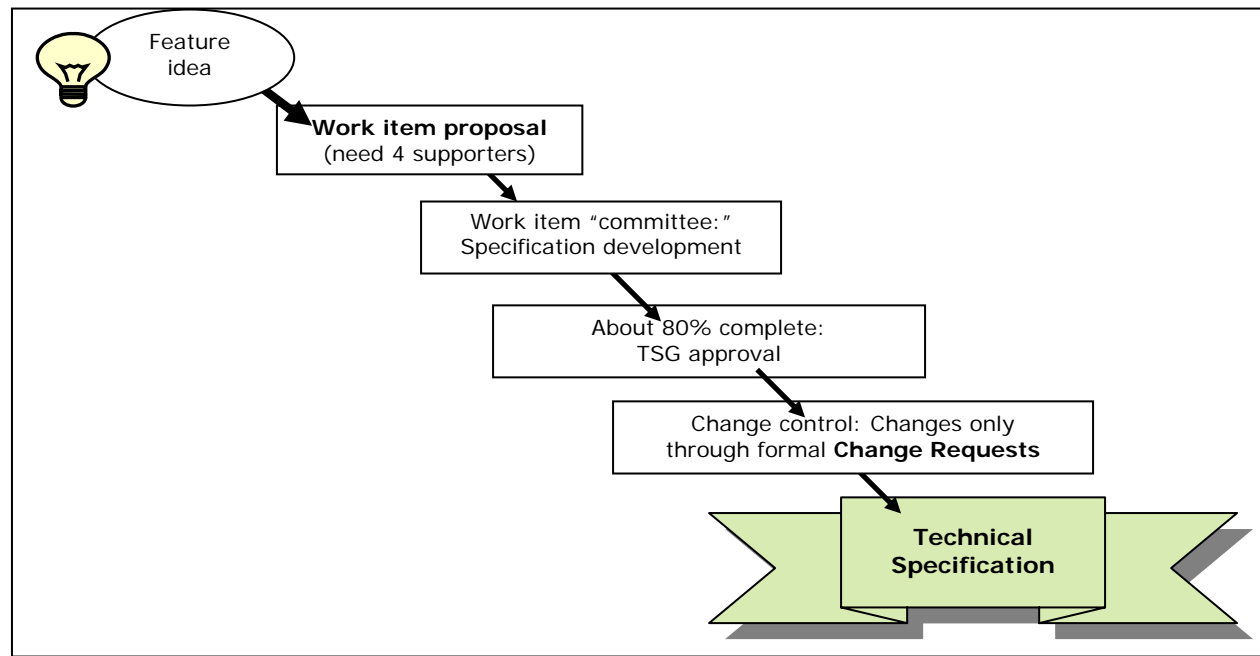 Feature
idea
Work item proposal
(need 4 supporters)
Work item “committee:”
Specification development
About 80% complete:
TSG approval
Change control: Changes only
through formal Change Requests
Technical
Specification